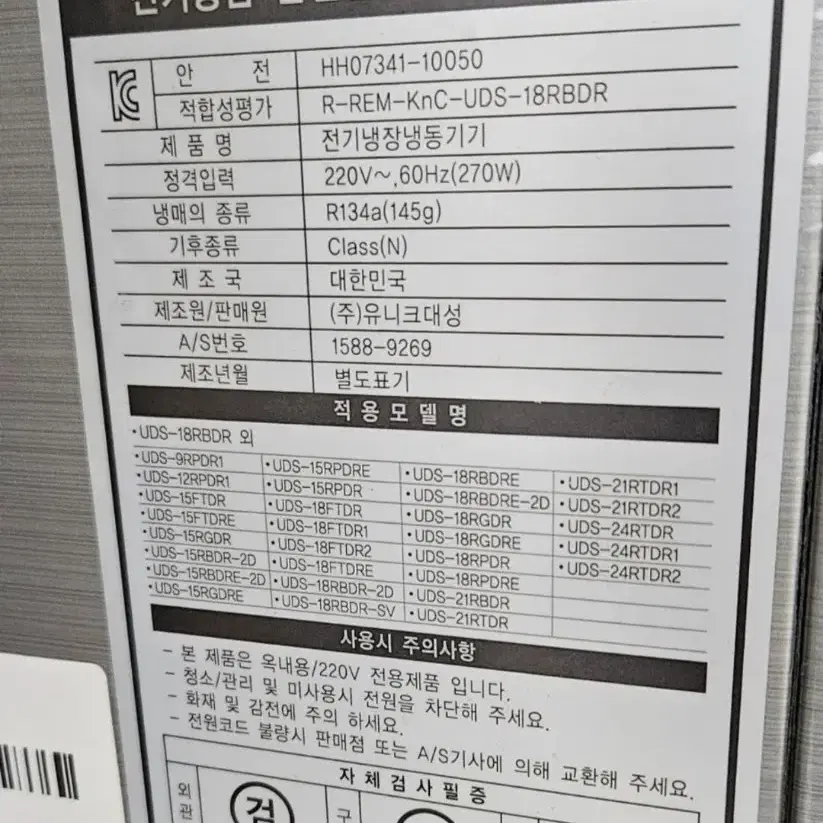 안 전 HH07341-10050
적합성평가 R-REM-KnC-UDS-18RBDR
제 품 명 전기냉장냉동기기
정격입력 220V~,60Hz(270W)
냉매의 종류 R134a(145g)
기후종류 Class(N)
제 조 국 대한민국
제조원/판매원 (주)유니크대성
A/S번호 1588-9269
제조년월 별도표기
적용모델명
•UDS-18RBDR 외
•UDS-9RPDR1 •UDS-15RPDRE •UDS-18RBDRE •UDS-21RTDR1
•UDS-12RPDR1 •UDS-15RPDR •UDS-18RBDRE-2D •UDS-21RTDR2
•UDS-15FTDR •UDS-18FTDR •UDS-18RGDR •UDS-24RTDR
•UDS-15FTDRE •UDS-18FTDR1 •UDS-18RGDRE •UDS-24RTDR1
•UDS-15RGDR •UDS-18FTDR2 •UDS-18RPDR •UDS-24RTDR2
•UDS-15RBDR-2D •UDS-18FTDRE •UDS-18RPDRE
•UDS-15RBDRE-2D •UDS-18RBDR-2D •UDS-21RBDR
•UDS-15RGDRE •UDS-18RBDR-SV •UDS-21RTDR
사용시 주의사항
- 본 제품은 옥내용/220V 전용제품 입니다.
- 청소/관리 및 미사용시 전원을 차단해 주세요.
- 화재 및 감전에 주의 하세요.
- 전원코드 불량시 판매점 또는 A/S기사에 의해 교환해 주세요.
자체검사필증
외관 검 구